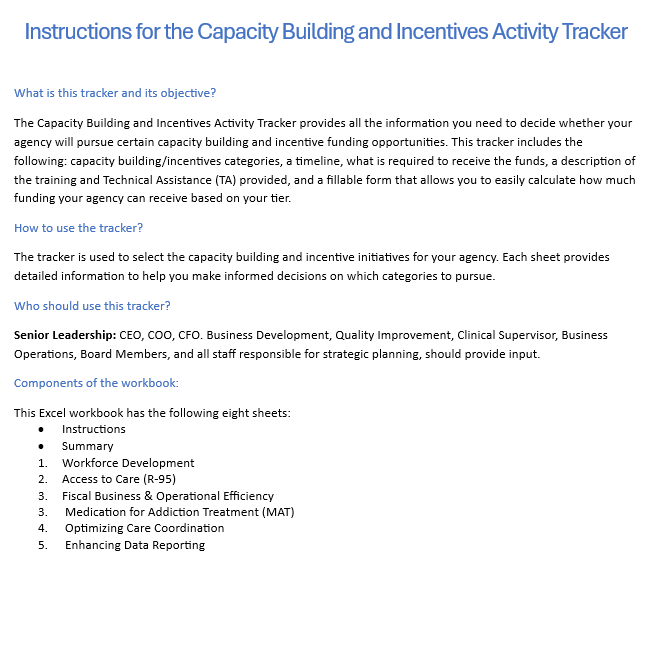 Instructions for the Capacity Building and Incentives Activity Tracker
What is this tracker and its objective?
The Capacity Building and Incentives Activity Tracker provides all the information you need to decide whether your
agency will pursue certain capacity building and incentive funding opportunities. This tracker includes the
following: capacity building/incentives categories, a timeline, what is required to receive the funds, a description of
the training and Technical Assistance (TA) provided, and a fillable form that allows you to easily calculate how much
funding your agency can receive based on your tier.
How to use the tracker?
The tracker is used to select the capacity building and incentive initiatives for your agency. Each sheet provides
detailed information to help you make informed decisions on which categories to pursue.
Who should use this tracker?
Senior Leadership: CEO, COO, CFO. Business Development, Quality Improvement, Clinical Supervisor, Business
Operations, Board Members, and all staff responsible for strategic planning, should provide input.
Components of the workbook:
This Excel workbook has the following eight sheets:
• Instructions
• Summary
1. Workforce Development
2. Access to Care (R-95)
3. Fiscal Business & Operational Efficiency
3. Medication for Addiction Treatment (MAT)
4. Optimizing Care Coordination
5. Enhancing Data Reporting